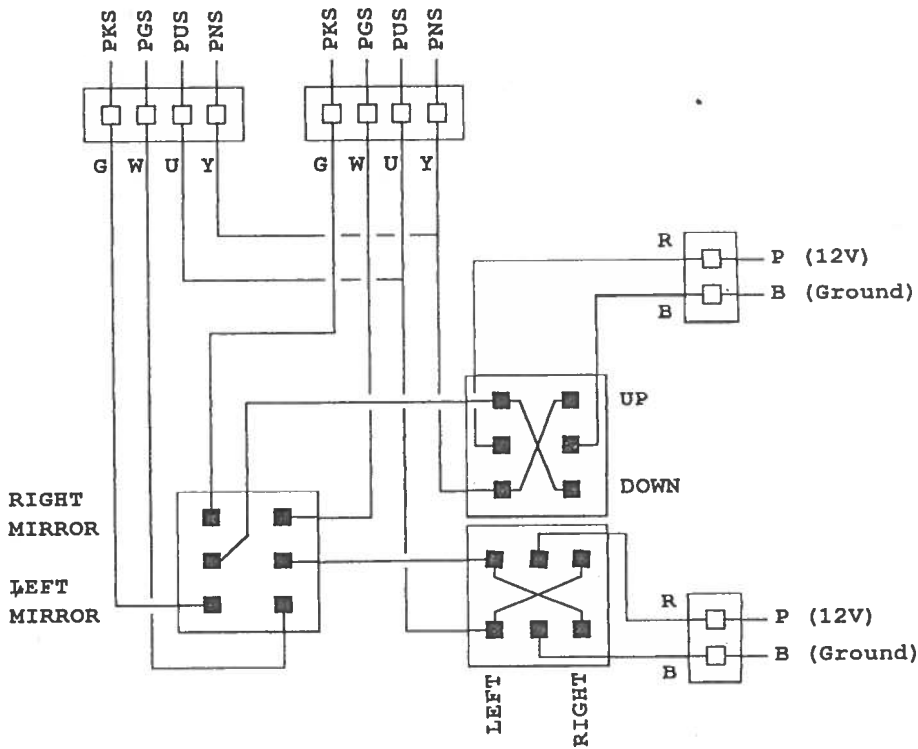 PKS PGS PUS PNS
PKS PGS PUS PNS
G W U Y
G W U Y
R
P (12V)
B (Ground)
B
UP
DOWN
RIGHT
MIRROR
LEFT
MIRROR
R
P (12V)
B (Ground)
B
LEFT
RIGHT